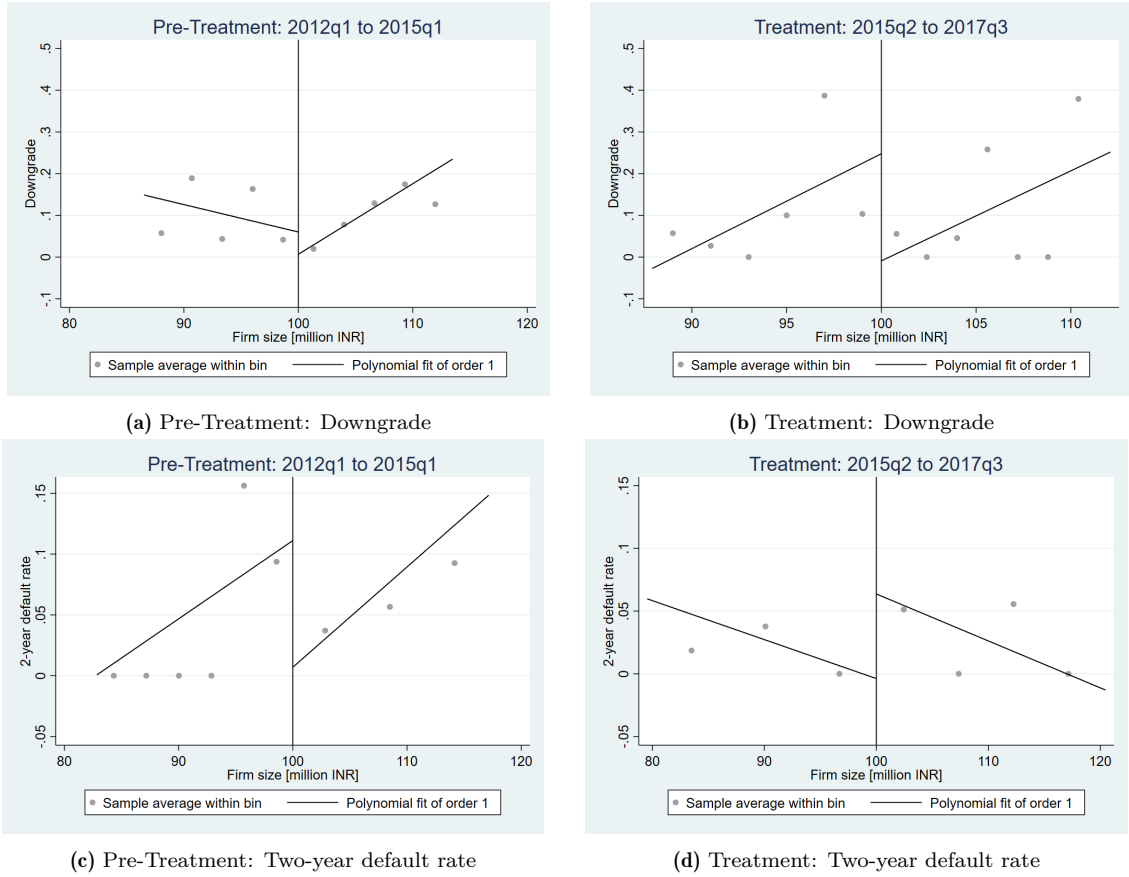 Pre-Treatment: 2012q1 to 2015q1
Downgrade
.5
.4
.3
.2
.1
0
-.1
80
90
100
110
120
Firm size [million INR]
Sample average within bin
Polynomial fit of order 1
(a) Pre-Treatment: Downgrade
Treatment: 2015q2 to 2017q3
Downgrade
.5
.4
.3
.2
.1
0
-.1
90
95
100
105
110
Firm size [million INR]
Sample average within bin
Polynomial fit of order 1
(b) Treatment: Downgrade
Pre-Treatment: 2012q1 to 2015q1
2-year default rate
.15
.1
.05
0
-.05
80
90
100
110
120
Firm size [million INR]
Sample average within bin
Polynomial fit of order 1
(c) Pre-Treatment: Two-year default rate
Treatment: 2015q2 to 2017q3
2-year default rate
.15
.1
.05
0
-.05
80
90
100
110
120
Firm size [million INR]
Sample average within bin
Polynomial fit of order 1
(d) Treatment: Two-year default rate